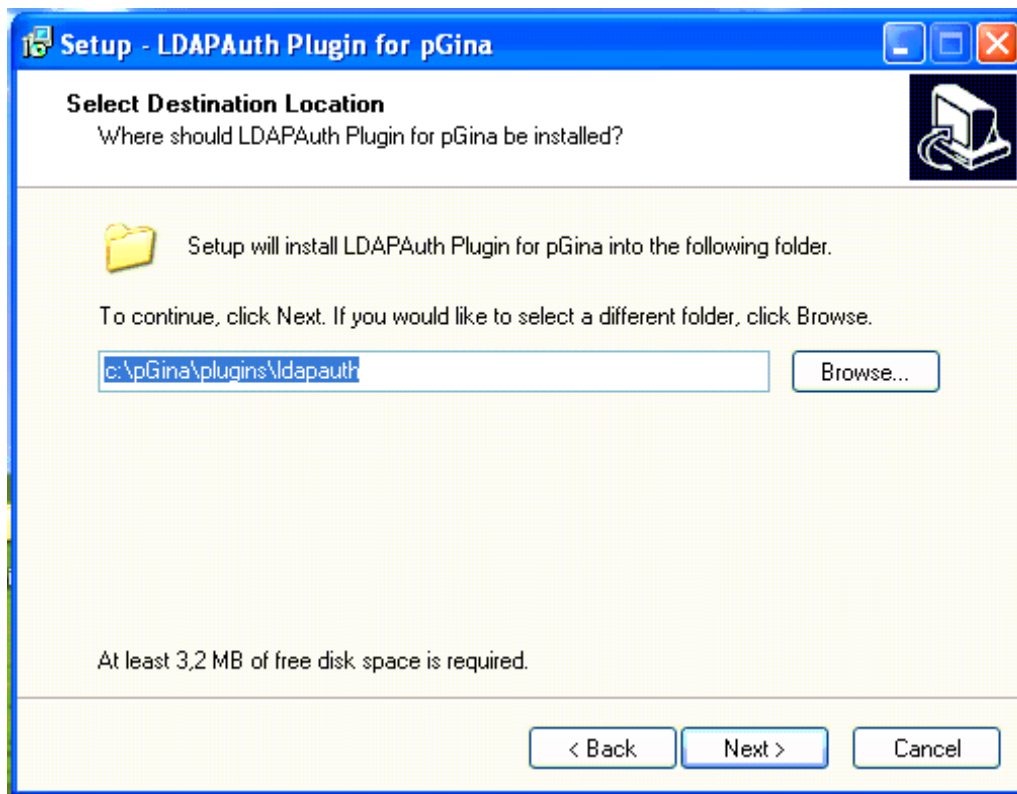 Setup - LDAPAuth Plugin for pGina
Select Destination Location
Where should LDAPAuth Plugin for pGina be installed?
Setup will install LDAPAuth Plugin for pGina into the following folder.
To continue, click Next. If you would like to select a different folder, click Browse.
c:\pGina\plugins\ldapauth
Browse...
At least 3,2 MB of free disk space is required.
< Back
Next >
Cancel